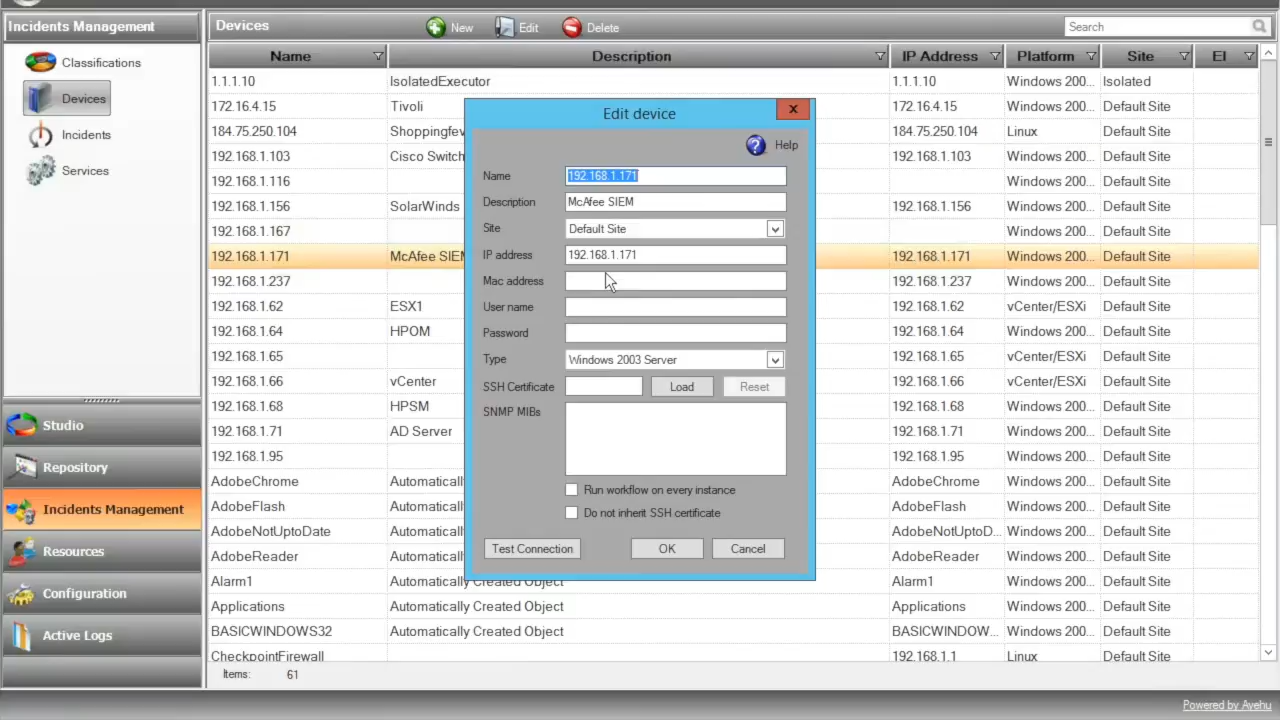 Incidents Management
Classifications
Devices
Incidents
Services
Studio
Repository
Incidents Management
Resources
Configuration
Active Logs
Devices New Edit Delete Search
Name Description IP Address Platform Site EI
1.1.1.10 IsolatedExecutor 1.1.1.10 Windows 200... Isolated
172.16.4.15 Tivoli 172.16.4.15 Windows 200... Default Site
184.75.250.104 Shoppingfev 184.75.250.104 Linux Default Site
192.168.1.103 Cisco Switch 192.168.1.103 Windows 200... Default Site
192.168.1.116 Windows 200... Default Site
192.168.1.156 SolarWinds 192.168.1.156 Windows 200... Default Site
192.168.1.167 Windows 200... Default Site
192.168.1.171 McAfee SIEM 192.168.1.171 Windows 200... Default Site
192.168.1.237 192.168.1.237 Windows 200... Default Site
192.168.1.62 ESX1 192.168.1.62 vCenter/ESXi Default Site
192.168.1.64 HPOM 192.168.1.64 Windows 200... Default Site
192.168.1.65 192.168.1.65 vCenter/ESXi Default Site
192.168.1.66 vCenter 192.168.1.66 vCenter/ESXi Default Site
192.168.1.68 HPSM 192.168.1.68 Windows 200... Default Site
192.168.1.71 AD Server 192.168.1.71 Windows 200... Default Site
192.168.1.95 192.168.1.95 Windows 200... Default Site
AdobeChrome Automatically AdobeChrome Windows 200... Default Site
AdobeFlash Automatically AdobeFlash Windows 200... Default Site
AdobeNotUptoDate Automatically AdobeNotUptoD... Windows 200... Default Site
AdobeReader Automatically AdobeReader Windows 200... Default Site
Alarm1 Automatically Created Object Alarm1 Windows 200... Default Site
Applications Automatically Created Object Applications Windows 200... Default Site
BASICWINDOWS32 Automatically Created Object BASICWINDOW... Windows 200... Default Site
CheckpointFirewall 192.168.1.1 Linux Default Site
Items: 61
Edit device
Help
Name 192.168.1.171
Description McAfee SIEM
Site Default Site
IP address 192.168.1.171
Mac address
User name
Password
Type Windows 2003 Server
SSH Certificate Load Reset
SNMP MIBs
Run workflow on every instance
Do not inherit SSH certificate
Test Connection OK Cancel
Powered by Ayehu